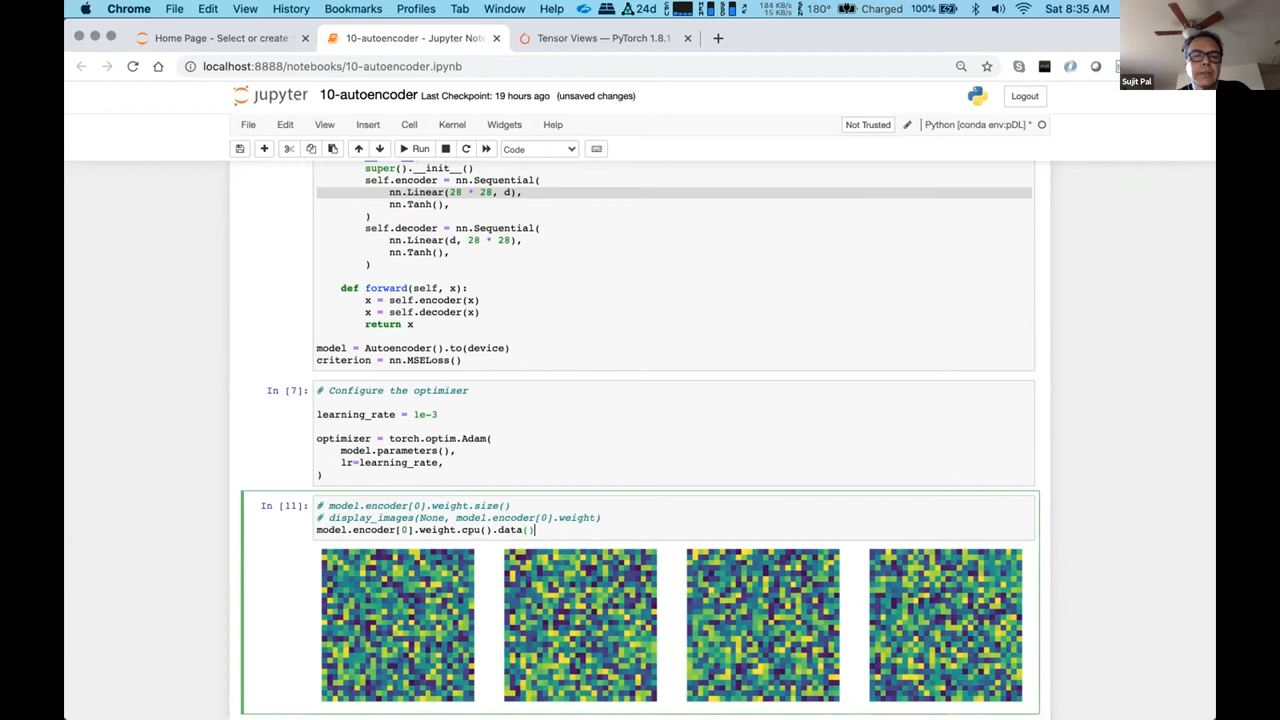 Chrome File Edit View History Bookmarks Profiles Tab Window Help 24d 184 KB/s 15 KB/s 180° Charged 100% Sat 8:35 AM
Home Page - Select or create 10-autoencoder - Jupyter Not Tensor Views — PyTorch 1.8.1
localhost:8888/notebooks/10-autoencoder.ipynb
Sujit Pal
jupyter 10-autoencoder Last Checkpoint: 19 hours ago (unsaved changes) Logout
File Edit View Insert Cell Kernel Widgets Help Not Trusted Python [conda env:pDL] *
Run Code
super().__init__()
self.encoder = nn.Sequential(
nn.Linear(28 * 28, d),
nn.Tanh(),
)
self.decoder = nn.Sequential(
nn.Linear(d, 28 * 28),
nn.Tanh(),
)
def forward(self, x):
x = self.encoder(x)
x = self.decoder(x)
return x
model = Autoencoder().to(device)
criterion = nn.MSELoss()
In [7]: # Configure the optimiser
learning_rate = 1e-3
optimizer = torch.optim.Adam(
model.parameters(),
lr=learning_rate,
)
In [11]: # model.encoder[0].weight.size()
# display_images(None, model.encoder[0].weight)
model.encoder[0].weight.cpu().data()